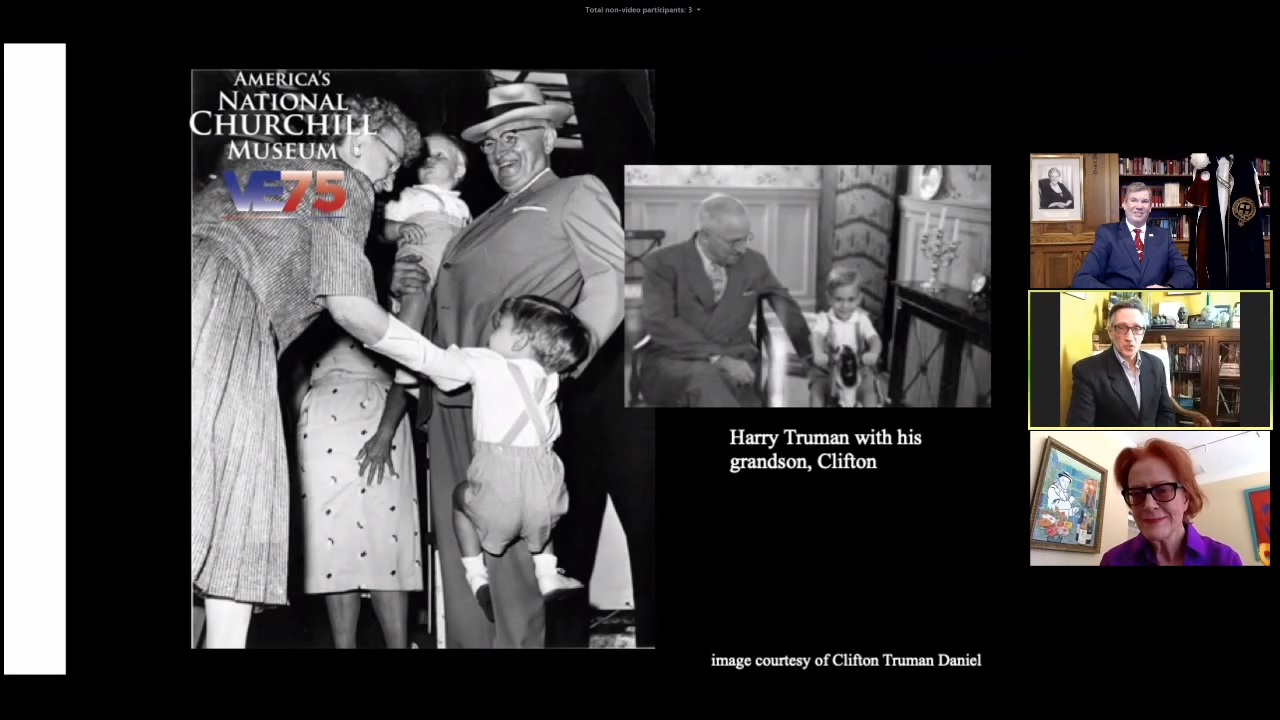 Total non-video participants: 3
AMERICA'S
NATIONAL
CHURCHILL
MUSEUM
VE75
Harry Truman with his
grandson, Clifton
image courtesy of Clifton Truman Daniel